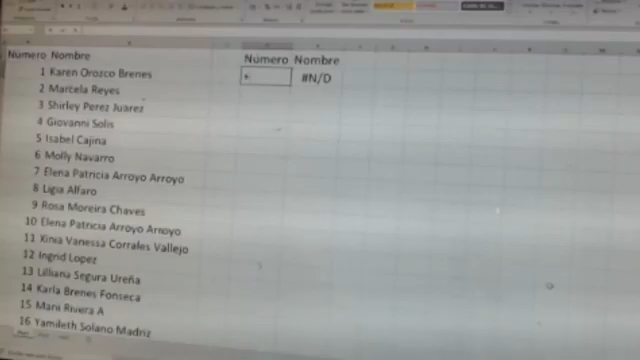 Número Nombre
1 Karen Orozco Brenes
2 Marcela Reyes
3 Shirley Perez Juarez
4 Giovanni Solis
5 Isabel Cajina
6 Molly Navarro
7 Elena Patricia Arroyo Arroyo
8 Ligia Alfaro
9 Rosa Moreira Chaves
10 Elena Patricia Arroyo Arroyo
11 Xinia Vanessa Corrales Vallejo
12 Ingrid Lopez
13 Lilliana Segura Ureña
14 Karla Brenes Fonseca
15 Marii Rivera A
16 Yamileth Solano Madriz
Número Nombre
#N/D